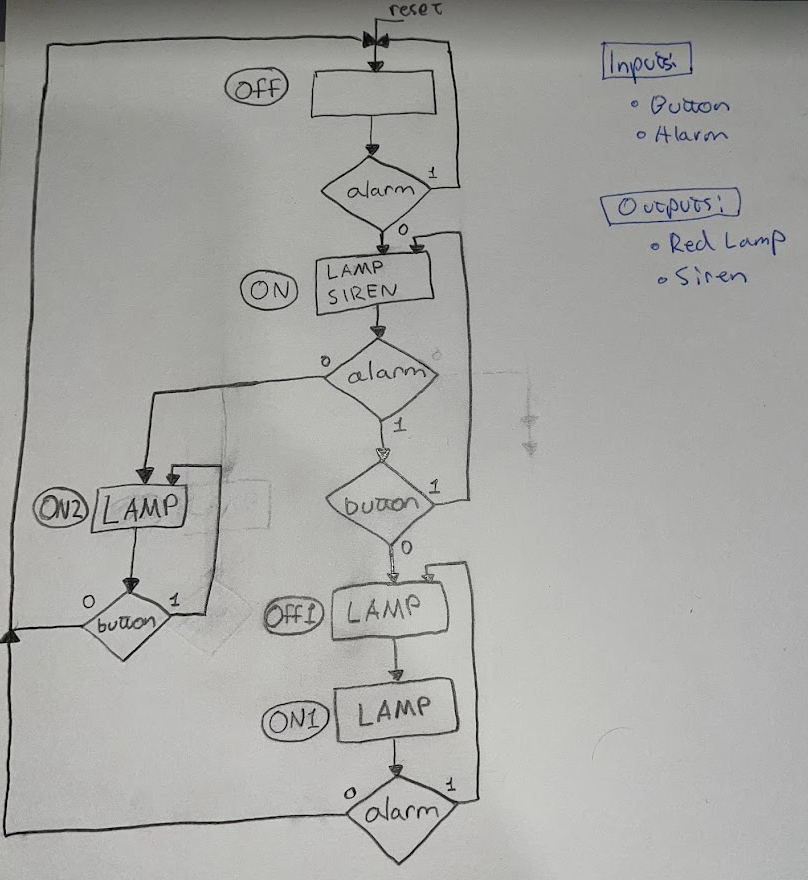 reset
OFF
alarm
1
0
ON
LAMP
SIREN
0
alarm
1
ON2
LAMP
button
1
0
0
button
1
OFF1
LAMP
ON1
LAMP
0
alarm
1
Inputs:
• Button
• Alarm
Outputs:
• Red Lamp
• Siren